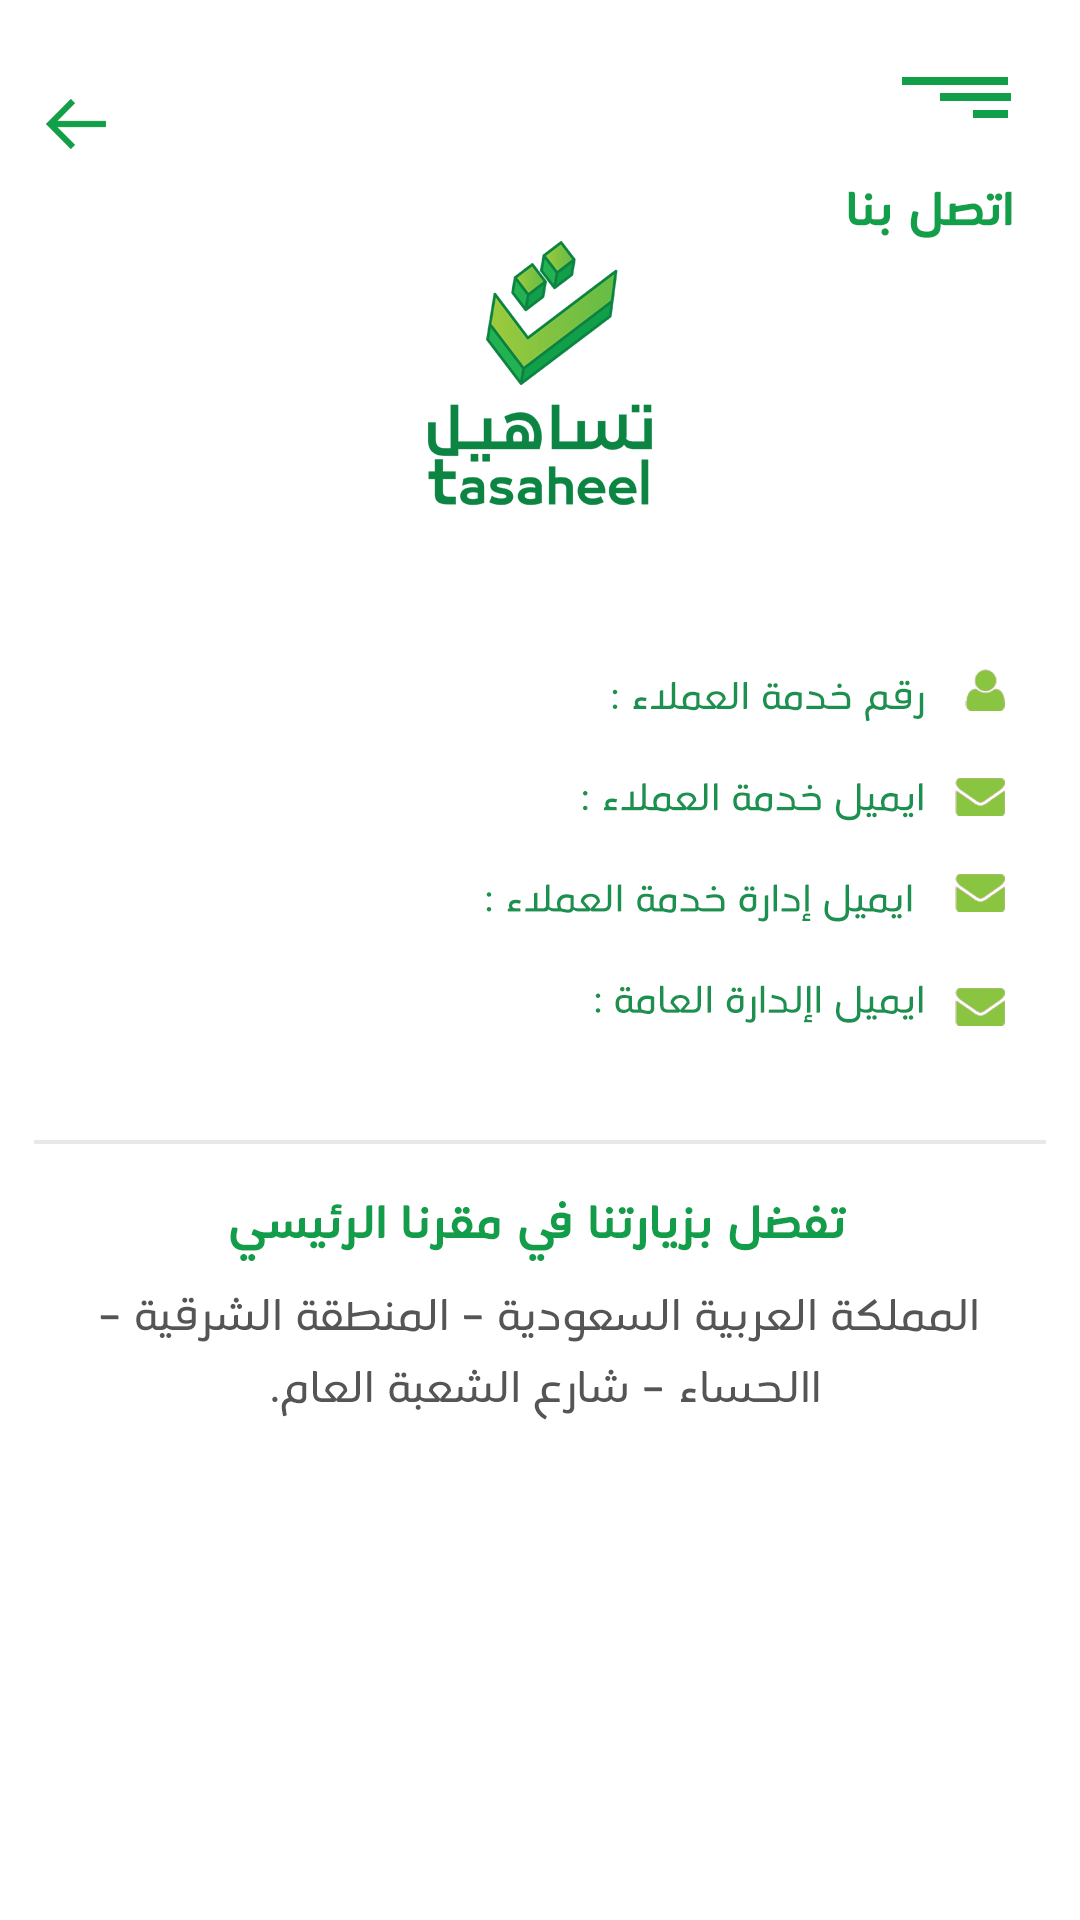 اتصل بنا
تساهيل
tasaheel
رقم خدمة العملاء :
ايميل خدمة العملاء :
ايميل إدارة خدمة العملاء :
ايميل اإلدارة العامة :
تفضل بزيارتنا في مقرنا الرئيسي
المملكة العربية السعودية - المنطقة الشرقية -
االحساء - شارع الشعبة العام.